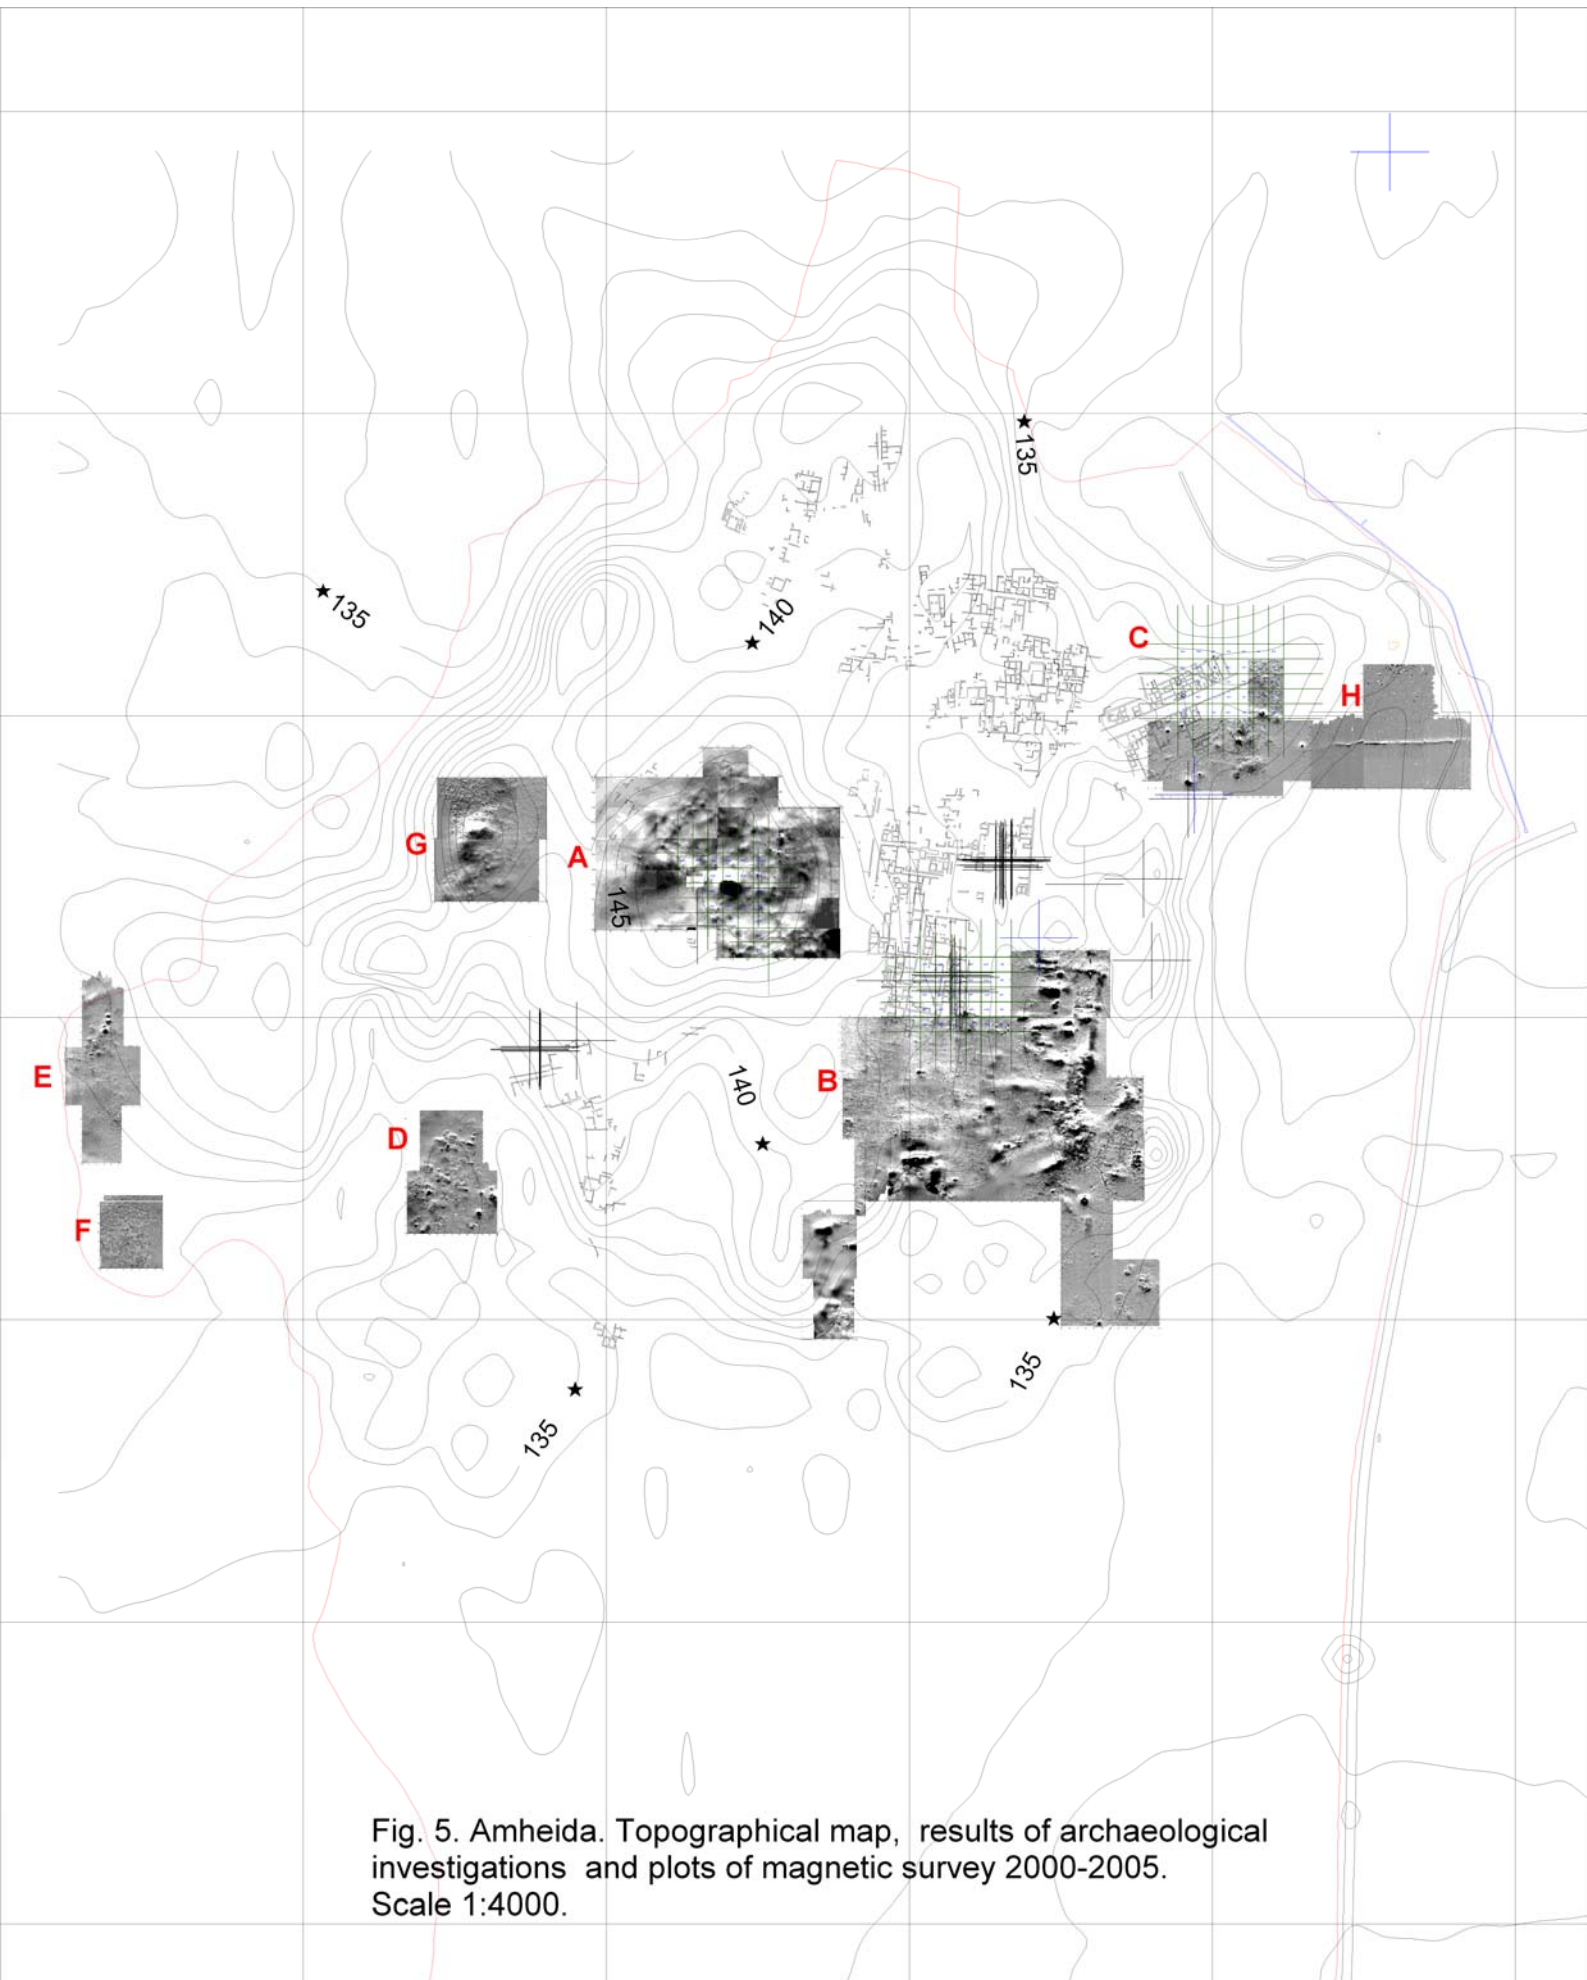 135
135
140
C
H
G
A
145
E
B
140
D
F
135
135
Fig. 5. Amheida. Topographical map, results of archaeological
investigations and plots of magnetic survey 2000-2005.
Scale 1:4000.